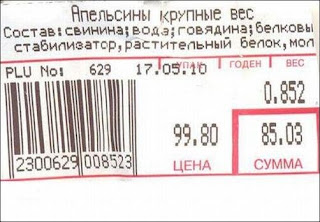 Апельсины крупные вес
Состав:свинина;вода;говядина;белковы
стабилизатор,растительный белок,мол
УПАК ГОДЕН ВЕС
PLU No: 629 17.05.10
0.852
99.80 85.03
ЦЕНА СУММА
2300629 008523